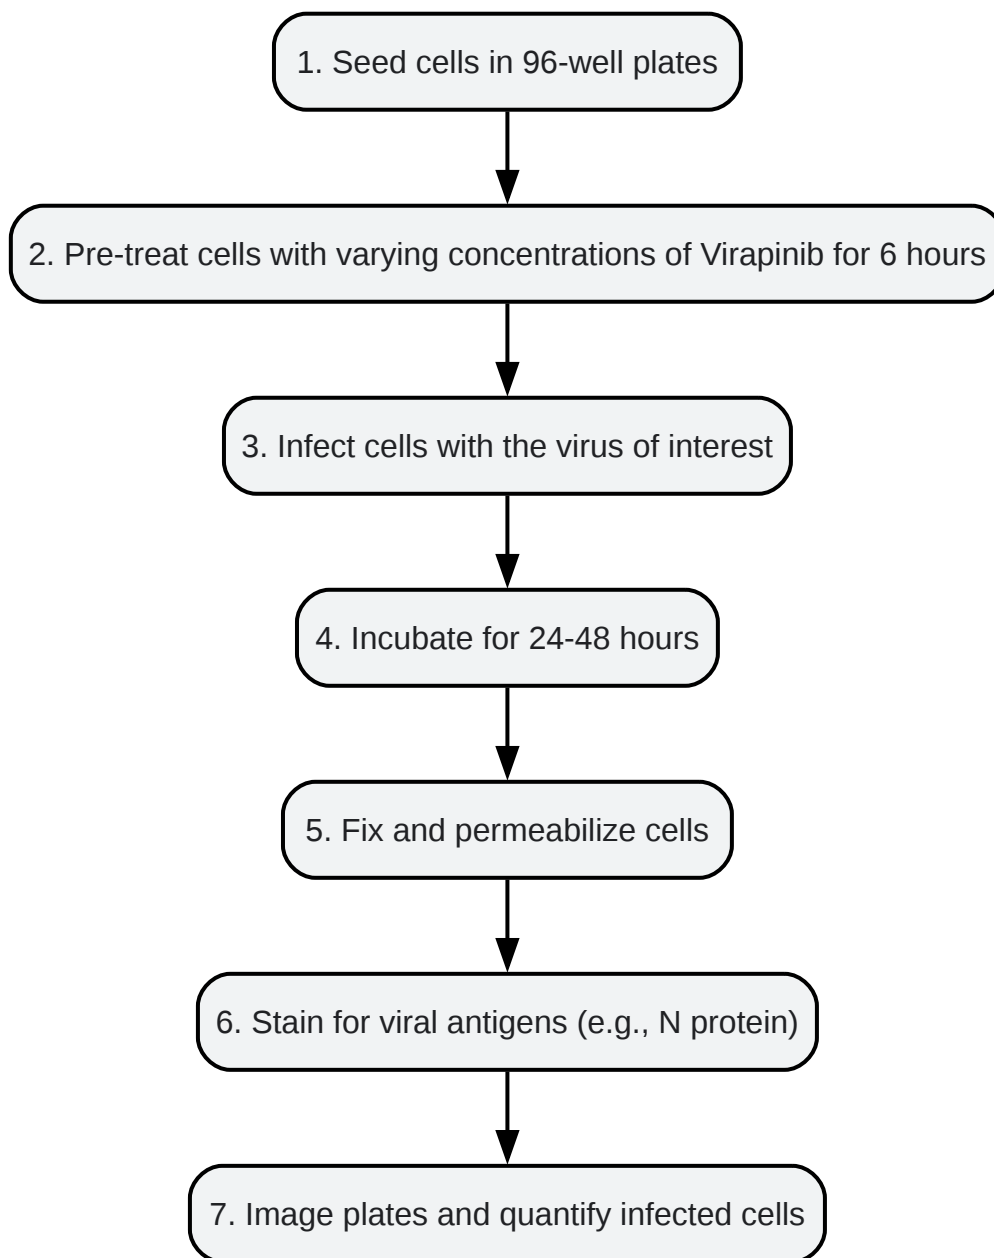 1. Seed cells in 96-well plates
2. Pre-treat cells with varying concentrations of Virapinib for 6 hours
3. Infect cells with the virus of interest
4. Incubate for 24-48 hours
5. Fix and permeabilize cells
6. Stain for viral antigens (e.g., N protein)
7. Image plates and quantify infected cells